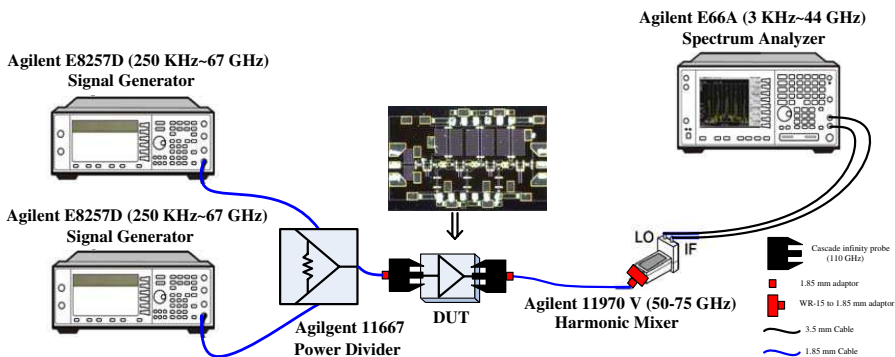 Agilent E66A (3 KHz~44 GHz)
Spectrum Analyzer
Agilent E8257D (250 KHz~67 GHz)
Signal Generator
Agilent E8257D (250 KHz~67 GHz)
Signal Generator
LO
IF
Cascade infinity probe
(110 GHz)
1.85 mm adaptor
WR-15 to 1.85 mm adaptor
3.5 mm Cable
1.85 mm Cable
Agilgent 11667
Power Divider
DUT
Agilent 11970 V (50-75 GHz)
Harmonic Mixer